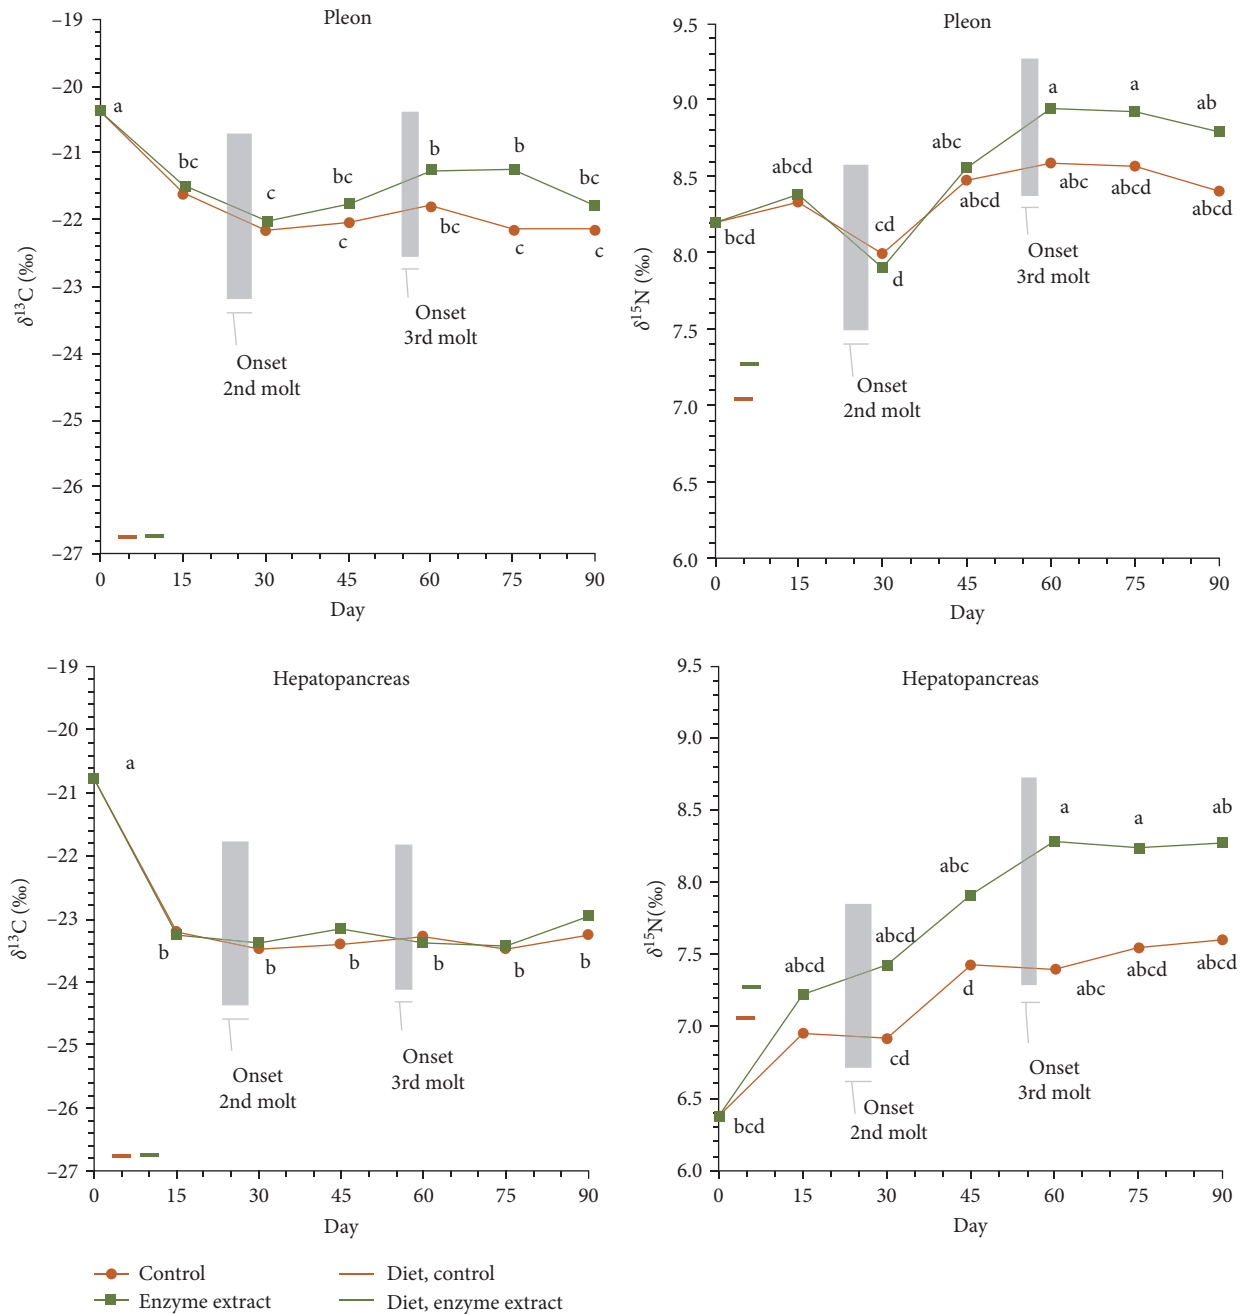 Pleon
−19
−20
−21
−22
−23
−24
−25
−26
−27
δ13C (‰)
a
bc
c
bc
b
b
bc
c
bc
c
c
Onset
2nd molt
Onset
3rd molt
0 15 30 45 60 75 90
Day
Pleon
9.5
9.0
8.5
8.0
7.5
7.0
6.5
6.0
δ15N (‰)
a
a
ab
abc
abcd
bcd
cd
d
abcd
abc
abcd
abcd
Onset
3rd molt
Onset
2nd molt
0 15 30 45 60 75 90
Day
Hepatopancreas
−19
−20
−21
−22
−23
−24
−25
−26
−27
δ13C (‰)
a
b
b
b
b
b
b
Onset
2nd molt
Onset
3rd molt
0 15 30 45 60 75 90
Day
Hepatopancreas
9.5
9.0
8.5
8.0
7.5
7.0
6.5
6.0
δ15N(‰)
a
a
ab
abc
abcd
abcd
d
abc
abcd
abcd
cd
bcd
Onset
3rd molt
Onset
2nd molt
0 15 30 45 60 75 90
Day
Control
Diet, control
Enzyme extract
Diet, enzyme extract